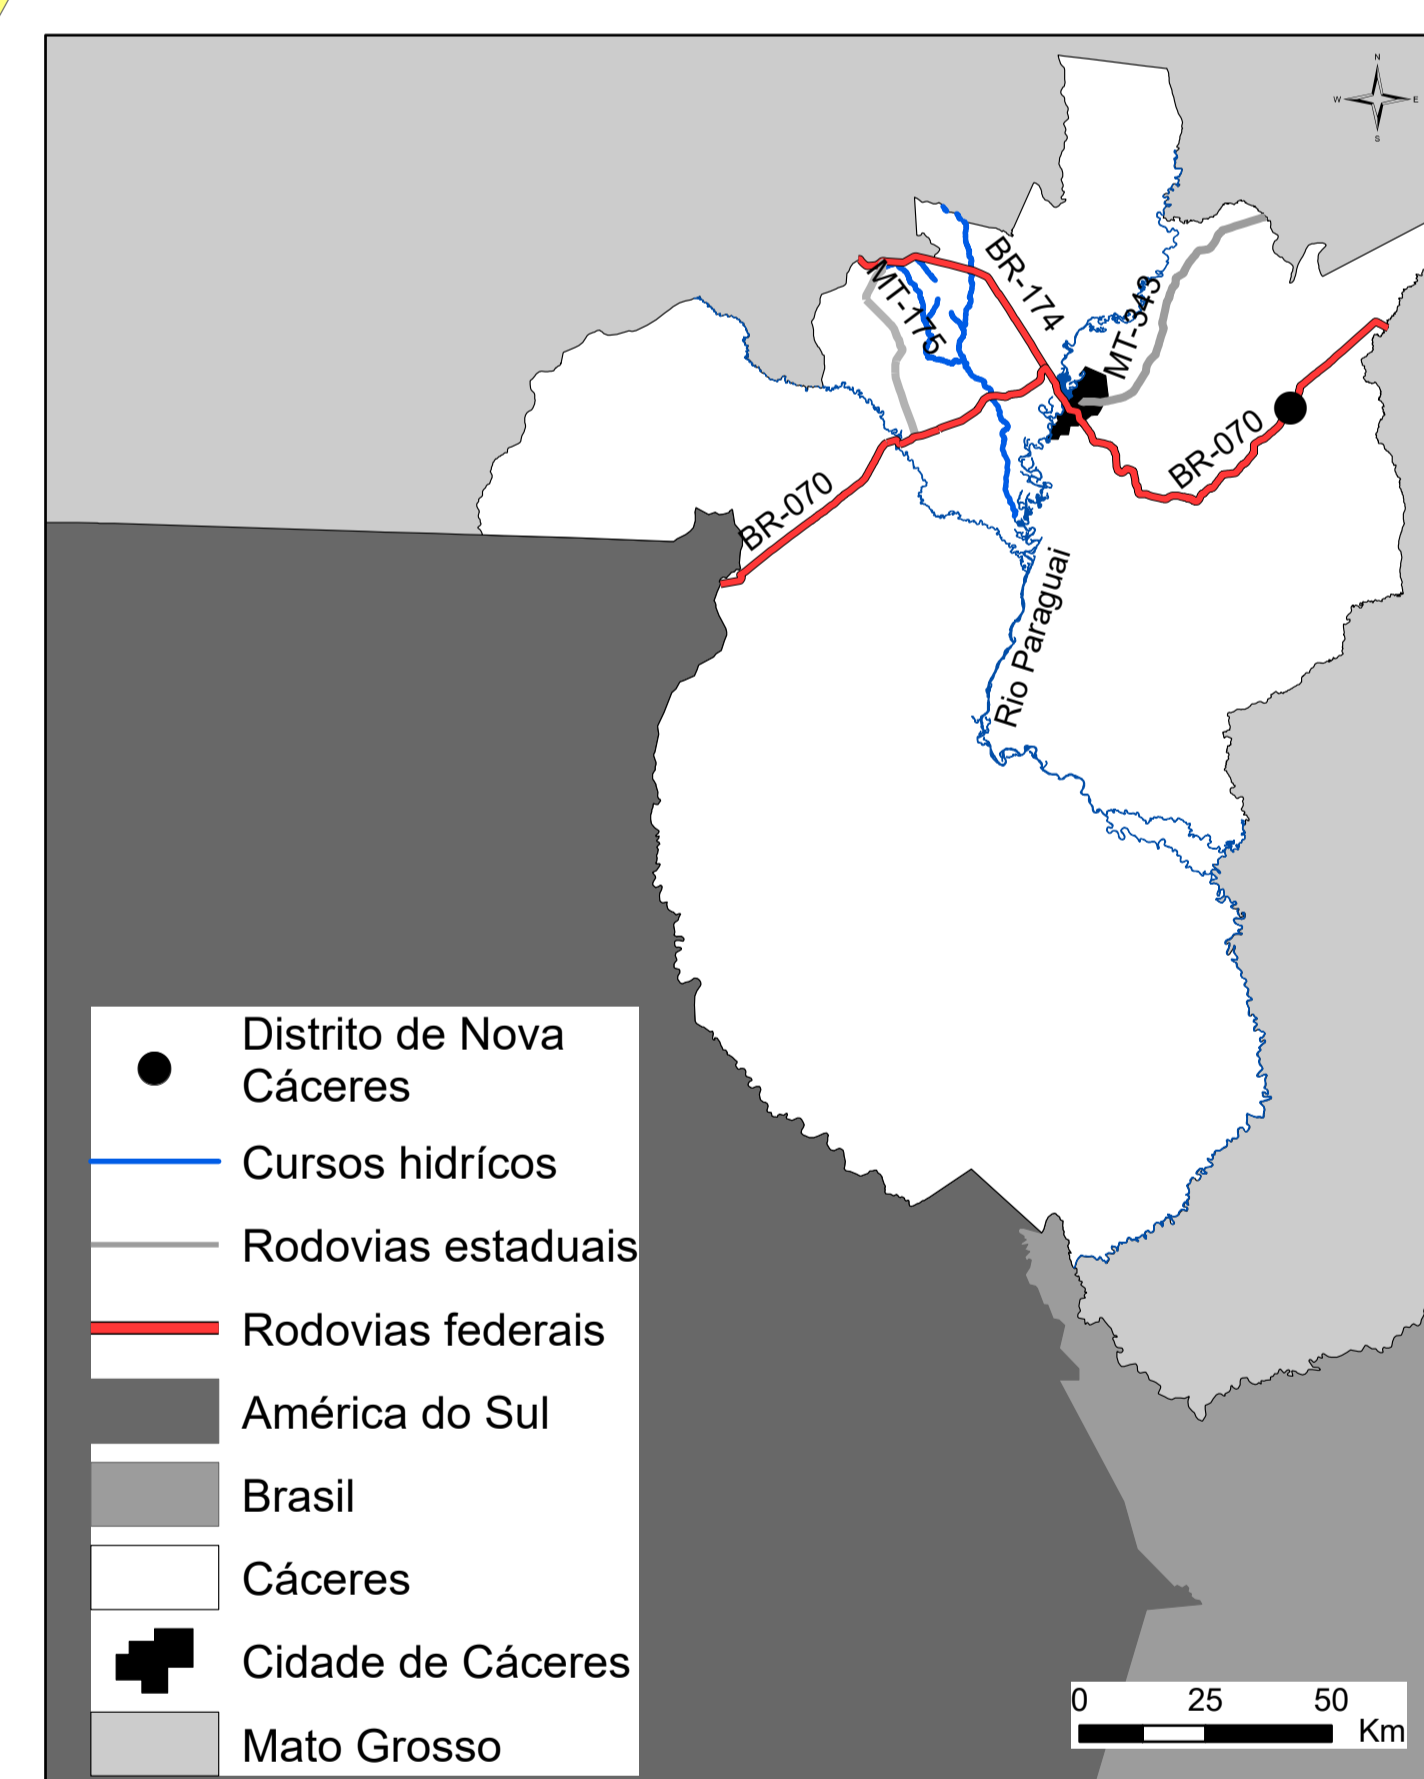 N
W
E
S
BR-174
MT-175
MT-343
BR-070
BR-070
Rio Paraguai
Distrito de Nova
Cáceres
Cursos hidrícos
Rodovias estaduais
Rodovias federais
América do Sul
Brasil
Cáceres
Cidade de Cáceres
Mato Grosso
0 25 50
Km